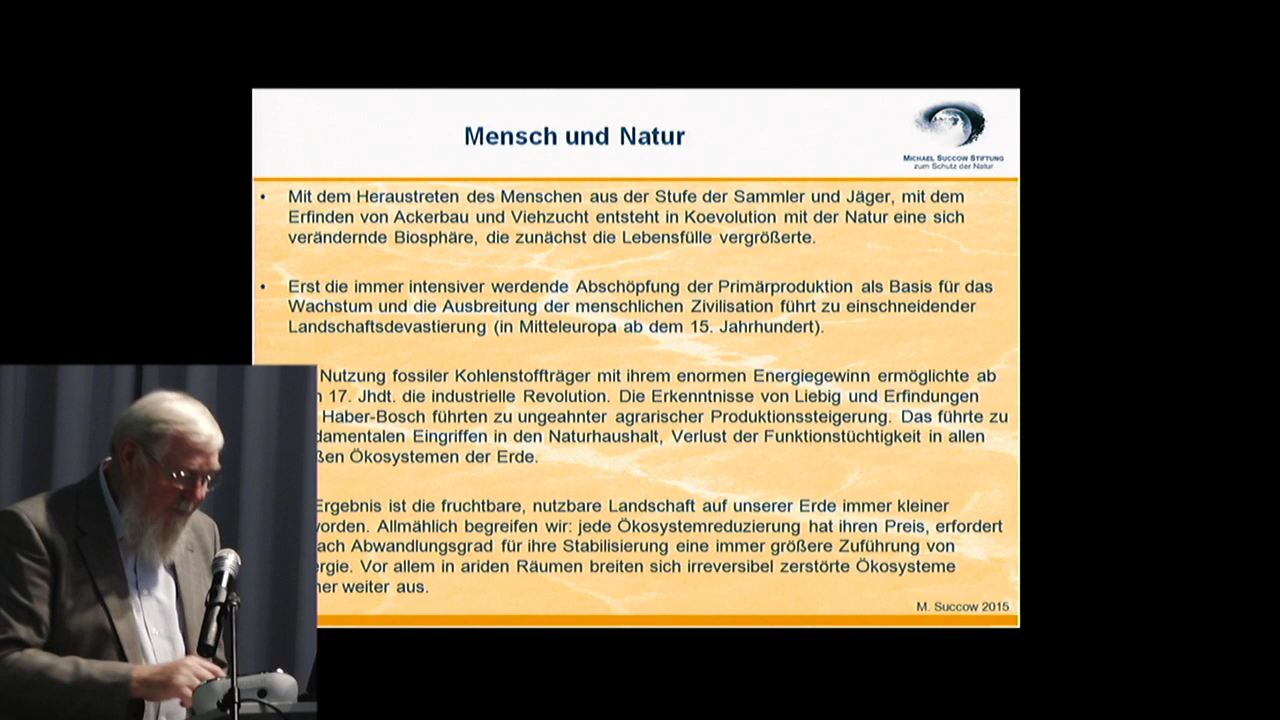 Mensch und Natur
MICHAEL SUCCOW STIFTUNG
zum Schutz der Natur
• Mit dem Heraustreten des Menschen aus der Stufe der Sammler und Jäger, mit dem
Erfinden von Ackerbau und Viehzucht entsteht in Koevolution mit der Natur eine sich
verändernde Biosphäre, die zunächst die Lebensfülle vergrößerte.
• Erst die immer intensiver werdende Abschöpfung der Primärproduktion als Basis für das
Wachstum und die Ausbreitung der menschlichen Zivilisation führt zu einschneidender
Landschaftsdevastierung (in Mitteleuropa ab dem 15. Jahrhundert).
Nutzung fossiler Kohlenstoffträger mit ihrem enormen Energiegewinn ermöglichte ab
17. Jhdt. die industrielle Revolution. Die Erkenntnisse von Liebig und Erfindungen
Haber-Bosch führten zu ungeahnter agrarischer Produktionssteigerung. Das führte zu
damentalen Eingriffen in den Naturhaushalt, Verlust der Funktionstüchtigkeit in allen
ßen Ökosystemen der Erde.
Ergebnis ist die fruchtbare, nutzbare Landschaft auf unserer Erde immer kleiner
vorden. Allmählich begreifen wir: jede Ökosystemreduzierung hat ihren Preis, erfordert
ach Abwandlungsgrad für ihre Stabilisierung eine immer größere Zuführung von
ergie. Vor allem in ariden Räumen breiten sich irreversibel zerstörte Ökosysteme
ner weiter aus.
M. Succow 2015